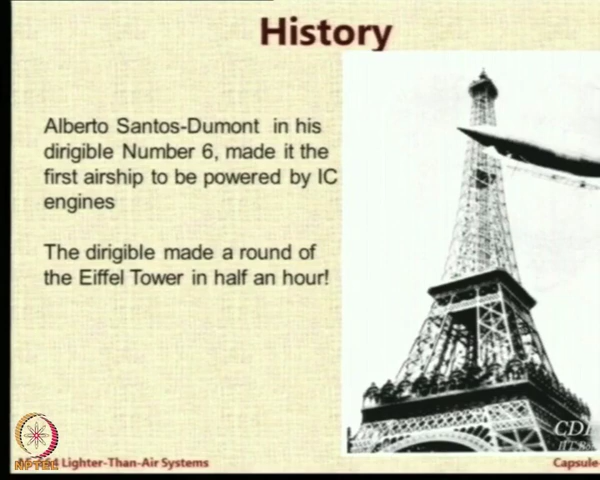 History
Alberto Santos-Dumont in his
dirigible Number 6, made it the
first airship to be powered by IC
engines
The dirigible made a round of
the Eiffel Tower in half an hour!
NPTEL
Lighter-Than-Air Systems
Capsule-